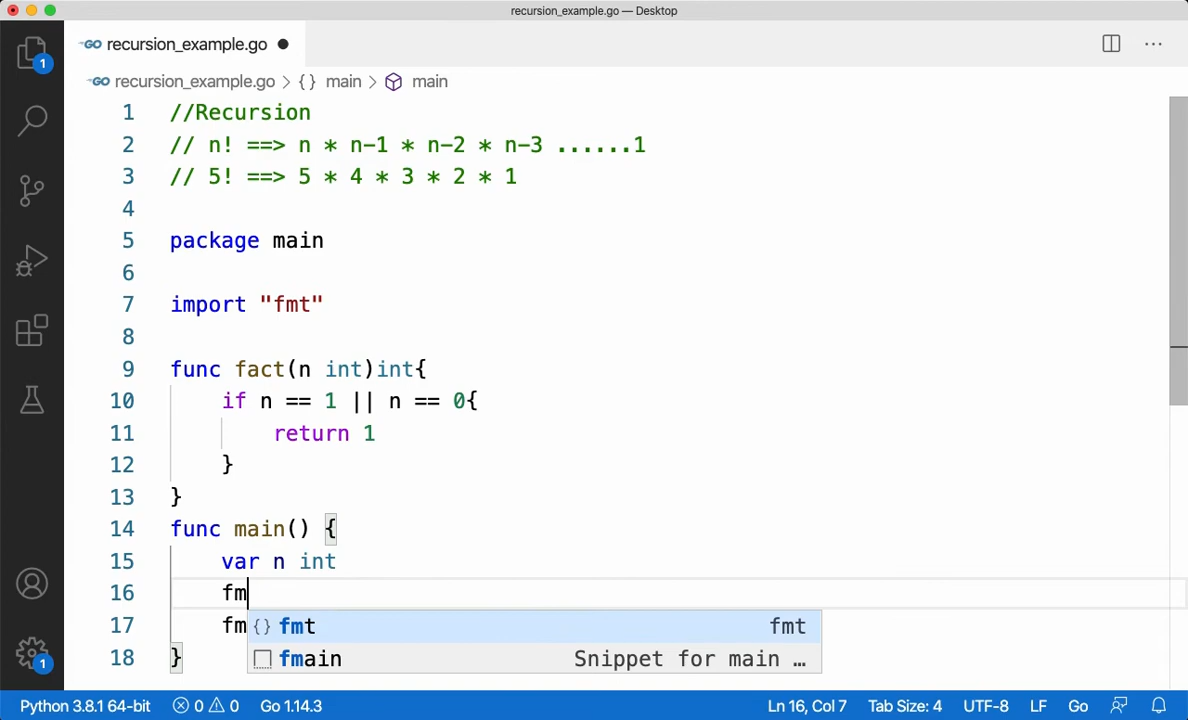 recursion_example.go — Desktop
recursion_example.go
recursion_example.go > {} main > main
1 //Recursion
2 // n! ==> n * n-1 * n-2 * n-3 ......1
3 // 5! ==> 5 * 4 * 3 * 2 * 1
4
5 package main
6
7 import "fmt"
8
9 func fact(n int)int{
10 if n == 1 || n == 0{
11 return 1
12 }
13 }
14 func main() {
15 var n int
16 fm
17 fm
{} fmt fmt
fmain Snippet for main ...
18 }
1
1
Python 3.8.1 64-bit 0 0 Go 1.14.3 Ln 16, Col 7 Tab Size: 4 UTF-8 LF Go